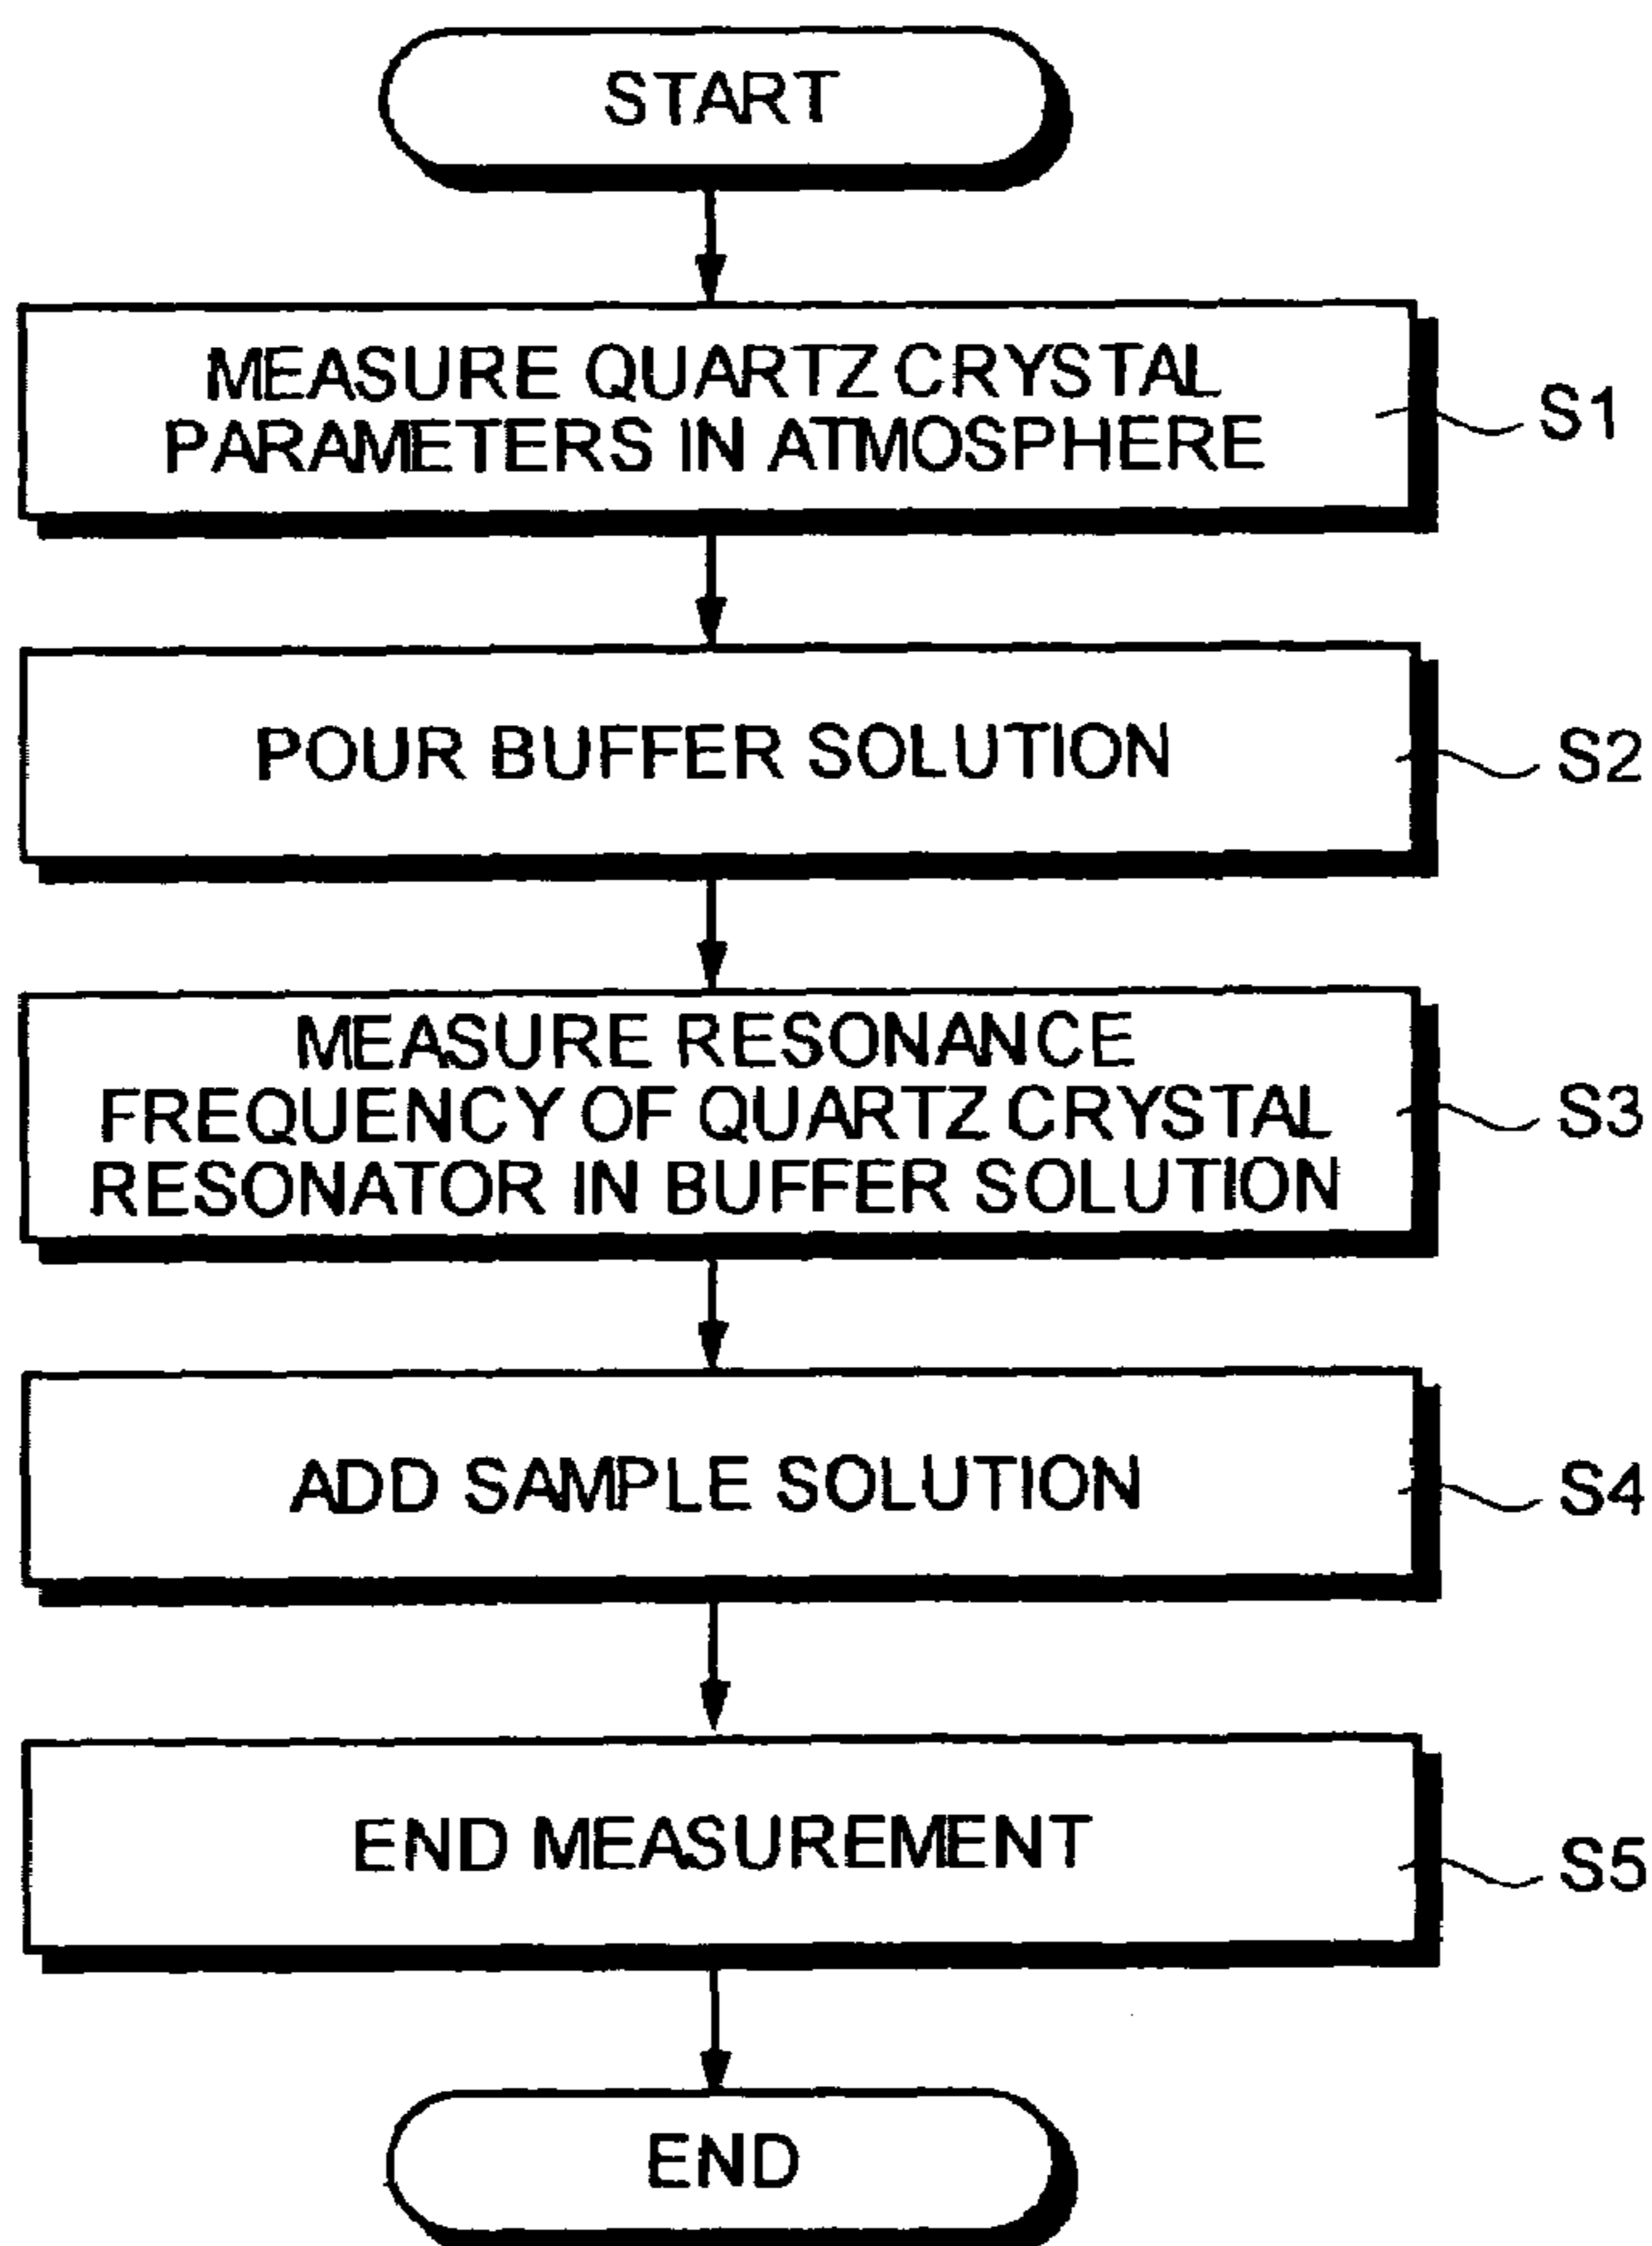 START
MEASURE QUARTZ CRYSTAL
PARAMETERS IN ATMOSPHERE
S1
POUR BUFFER SOLUTION
S2
MEASURE RESONANCE
FREQUENCY OF QUARTZ CRYSTAL
RESONATOR IN BUFFER SOLUTION
S3
ADD SAMPLE SOLUTION
S4
END MEASUREMENT
S5
END